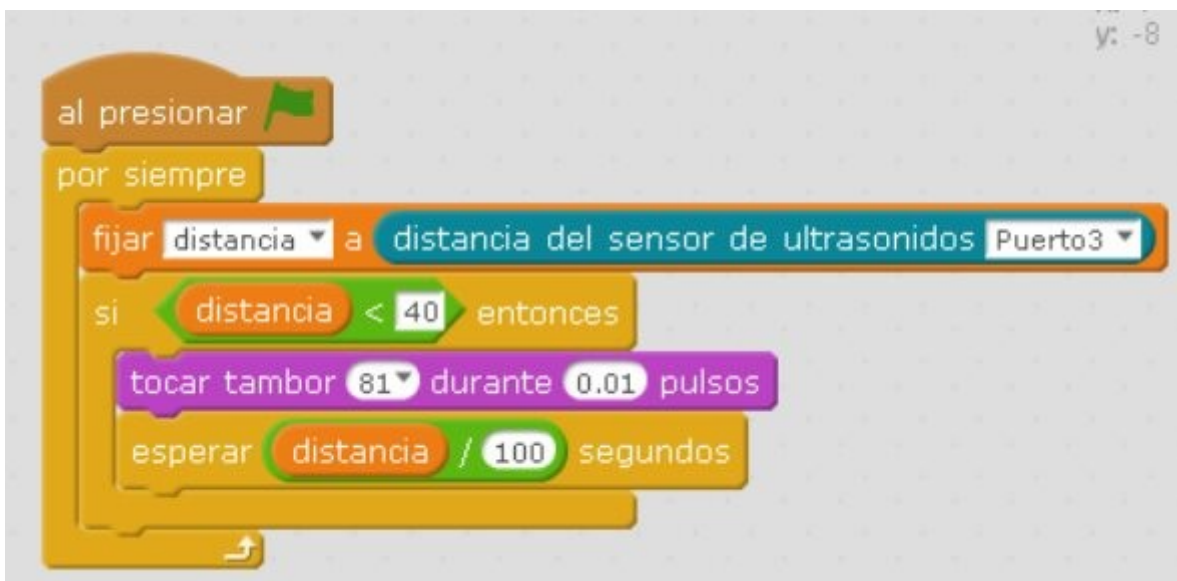 y: -8
al presionar
por siempre
fijar distancia a distancia del sensor de ultrasonidos Puerto3
si distancia < 40 entonces
tocar tambor 81 durante 0.01 pulsos
esperar distancia / 100 segundos